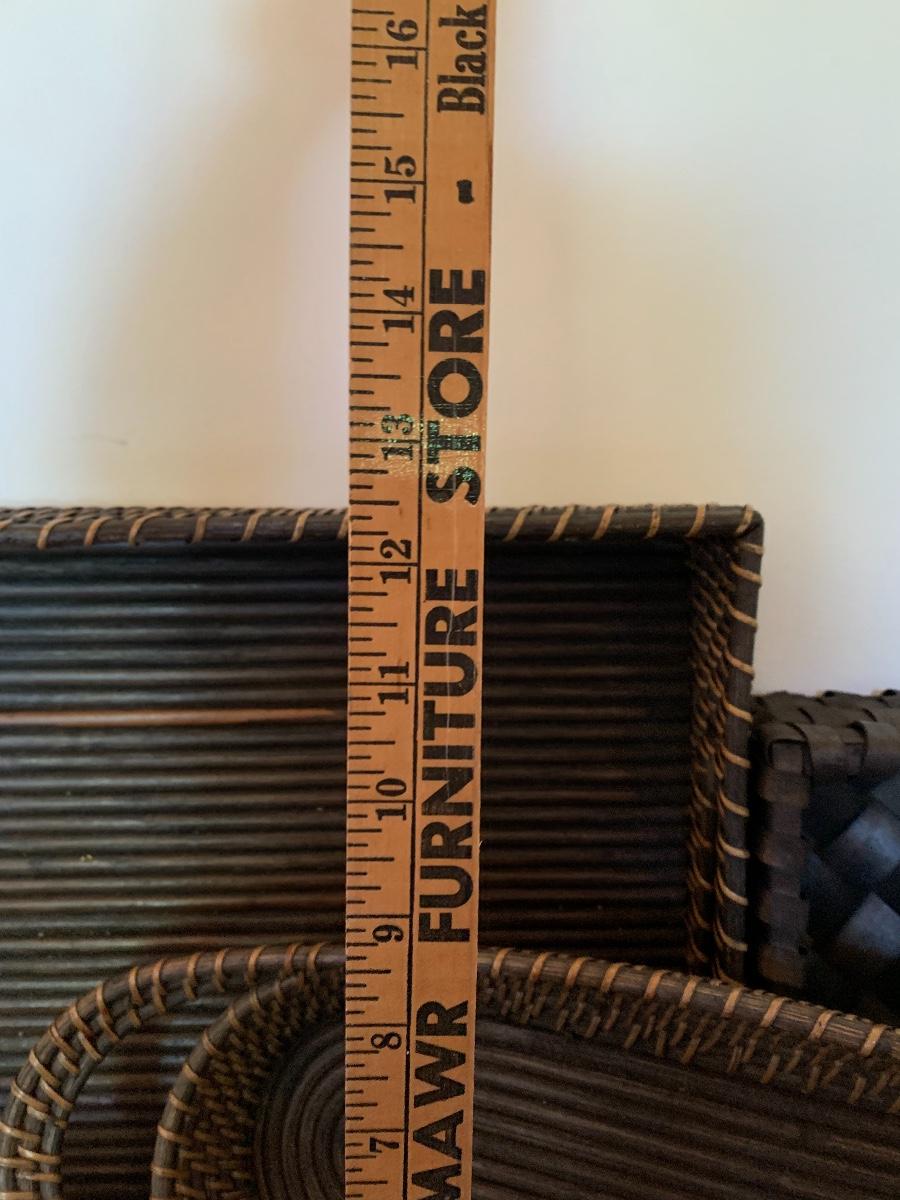 MAWR FURNITURE STORE - Black
7 8 9 10 11 12 13 14 15 16